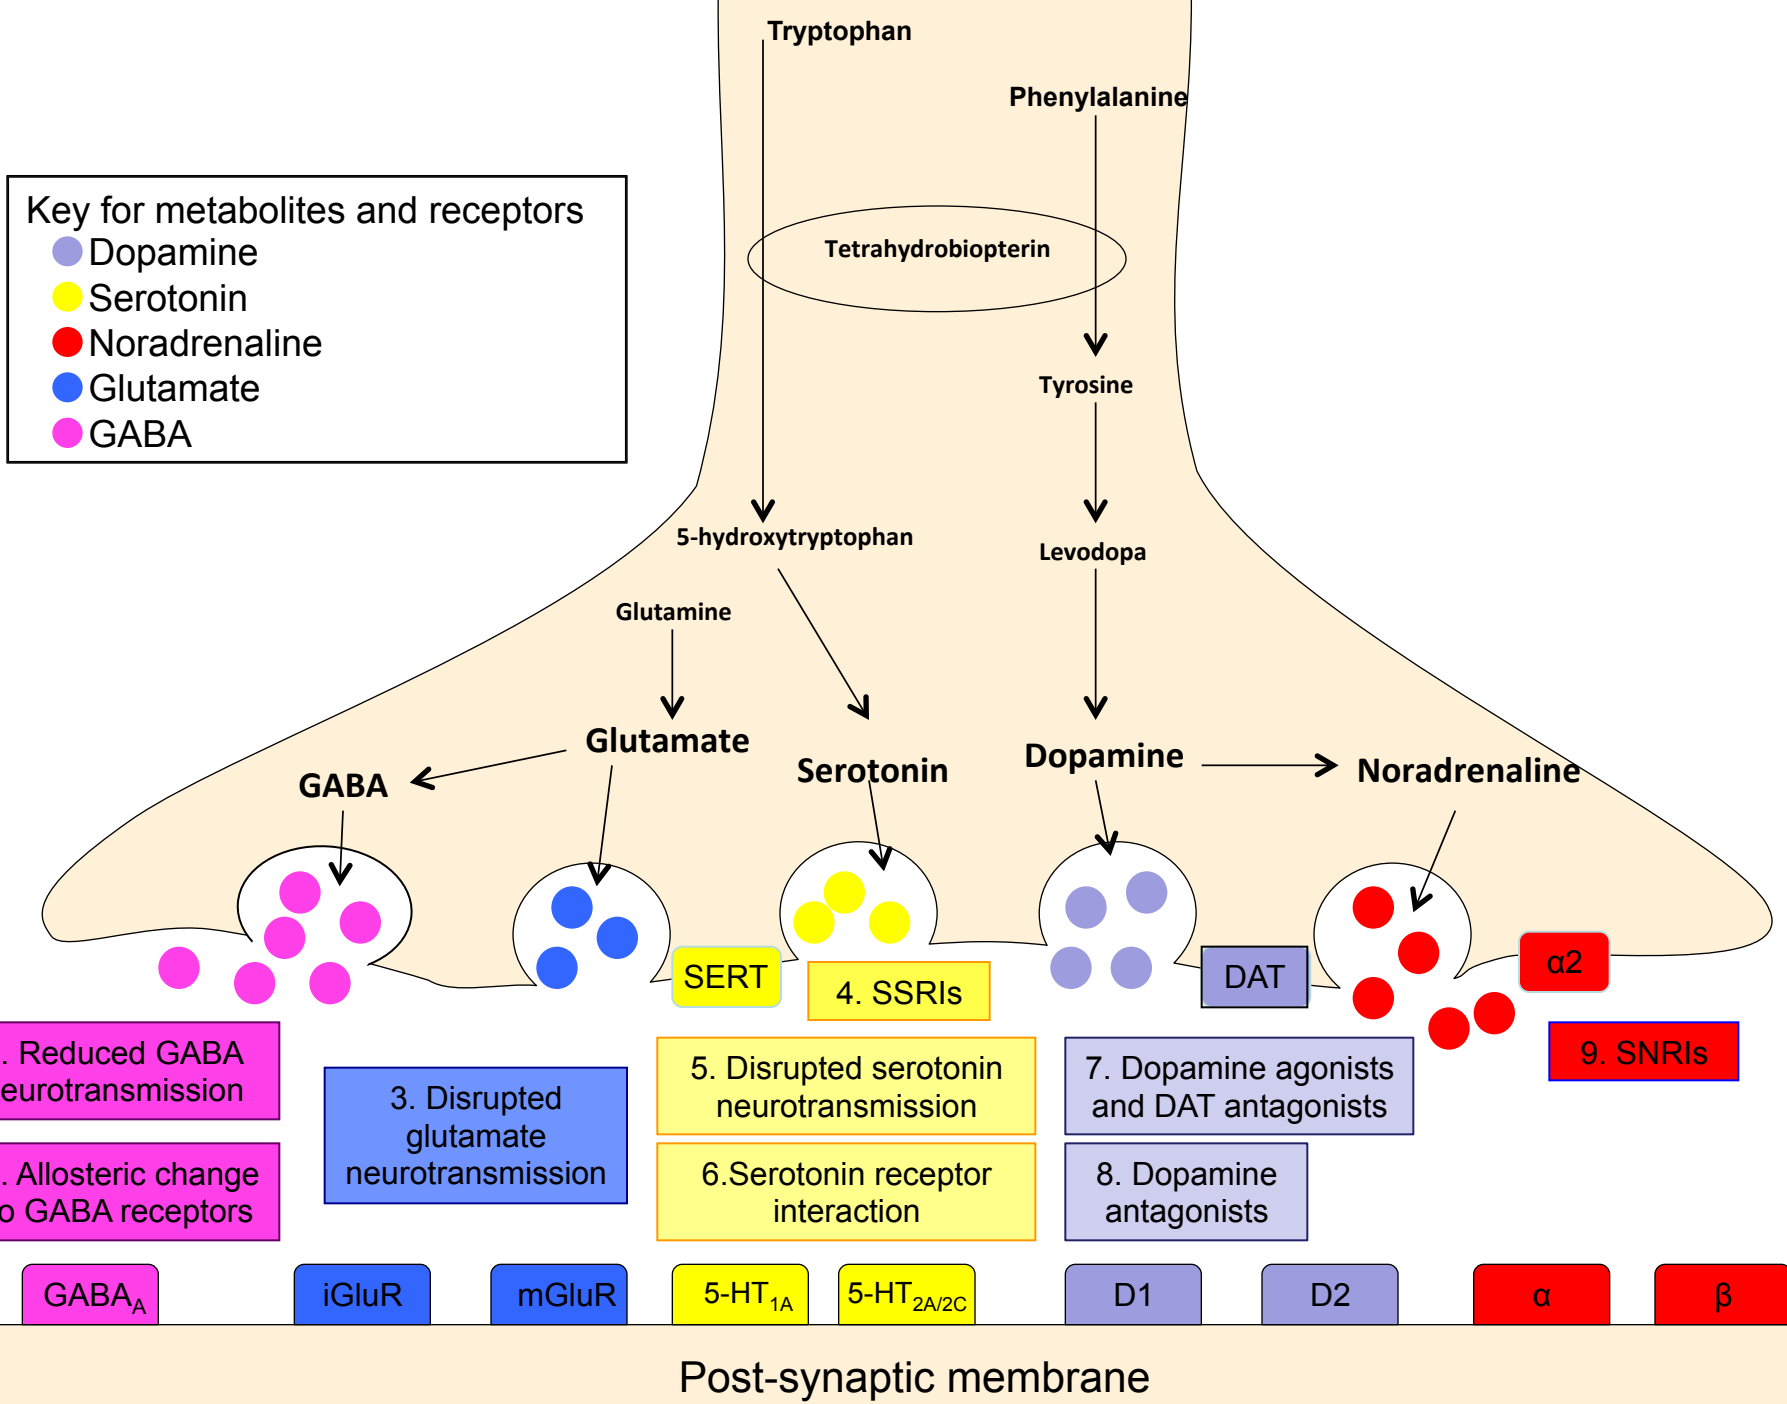 Tryptophan
Phenylalanine
Key for metabolites and receptors
Dopamine
Serotonin
Noradrenaline
Glutamate
GABA
Tetrahydrobiopterin
Tyrosine
5-hydroxytryptophan
Levodopa
Glutamine
Glutamate
GABA
Serotonin
Dopamine
Noradrenaline
SERT
4. SSRIs
DAT
α2
. Reduced GABA
eurotransmission
3. Disrupted
glutamate
neurotransmission
5. Disrupted serotonin
neurotransmission
7. Dopamine agonists
and DAT antagonists
9. SNRIs
. Allosteric change
o GABA receptors
6.Serotonin receptor
interaction
8. Dopamine
antagonists
GABA_A
iGluR
mGluR
5-HT_1A
5-HT_2A/2C
D1
D2
α
β
Post-synaptic membrane